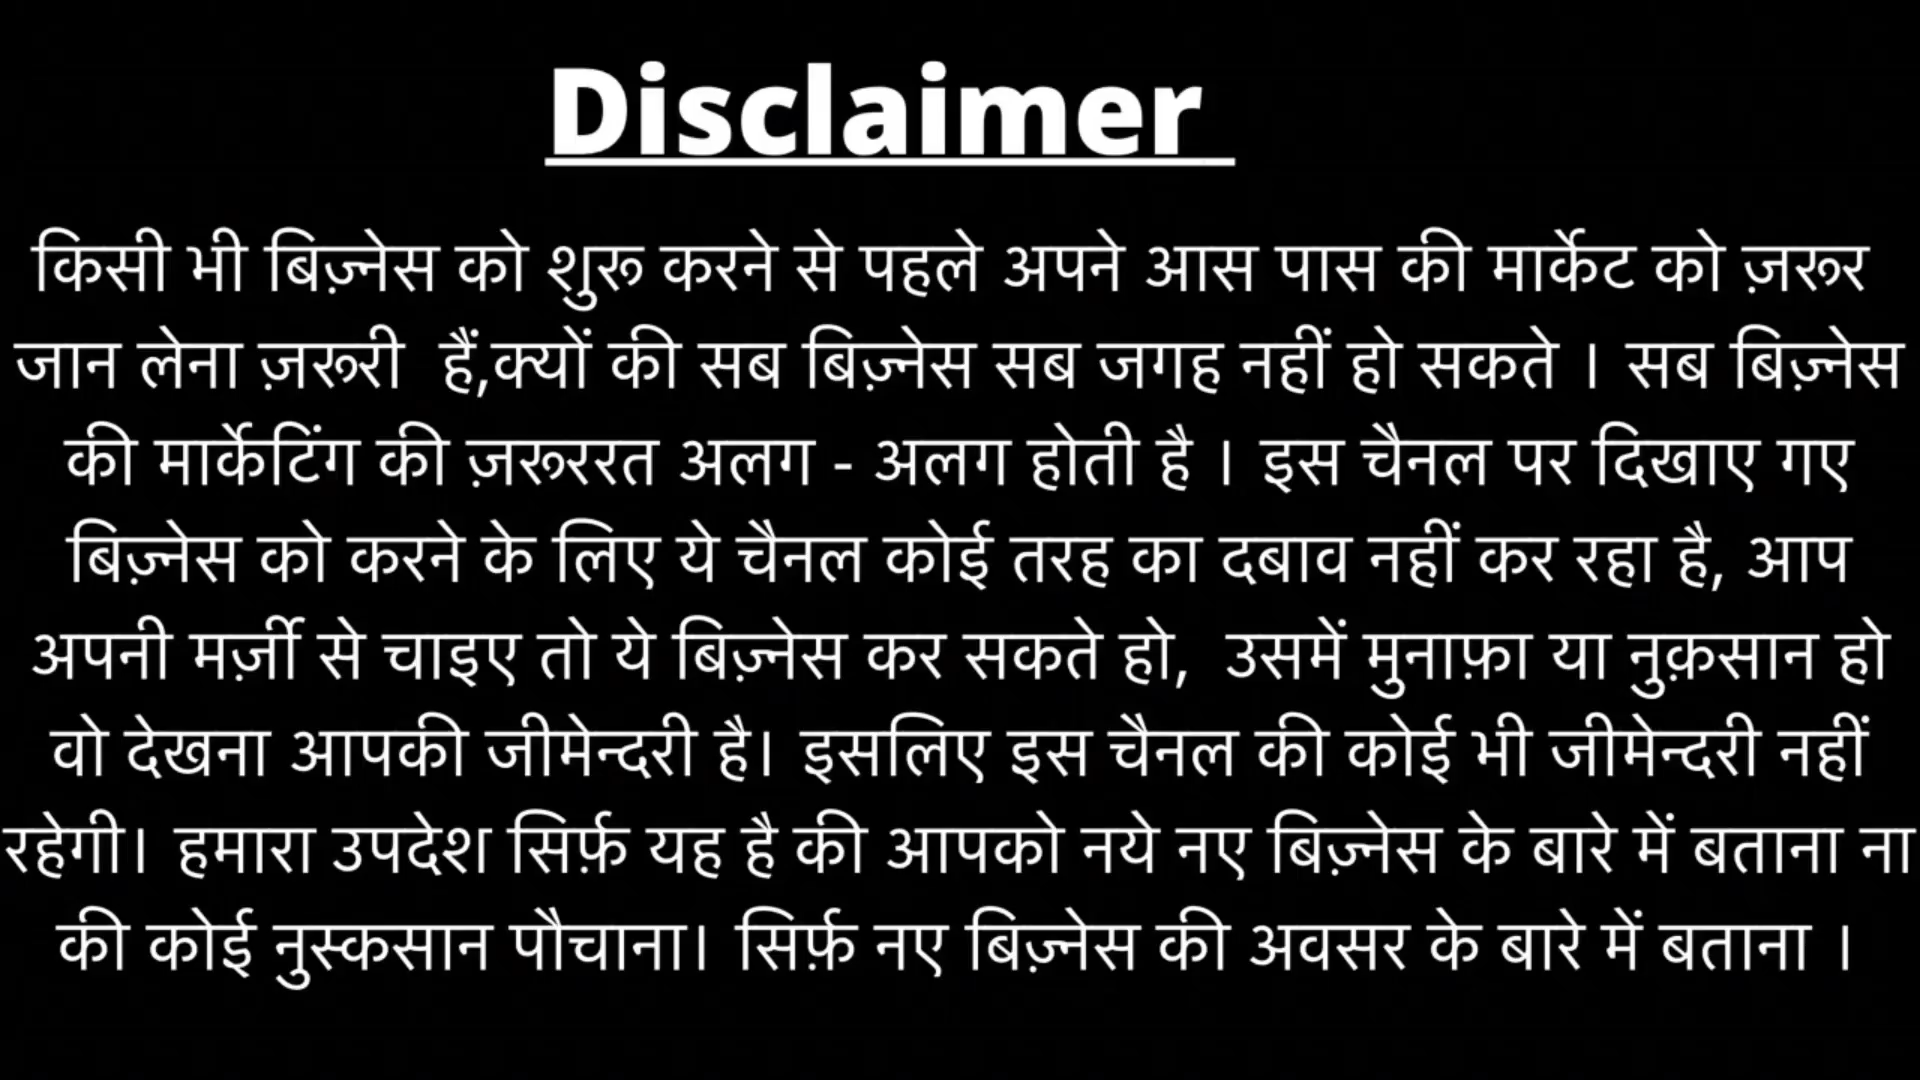 Disclaimer
किसी भी बिज़्नेस को शुरू करने से पहले अपने आस पास की मार्केट को ज़रूर
जान लेना ज़रूरी  हैं,क्यों की सब बिज़्नेस सब जगह नहीं हो सकते । सब बिज़्नेस
की मार्केटिंग की ज़रूररत अलग - अलग होती है । इस चैनल पर दिखाए गए
बिज़्नेस को करने के लिए ये चैनल कोई तरह का दबाव नहीं कर रहा है, आप
अपनी मर्ज़ी से चाइए तो ये बिज़्नेस कर सकते हो,  उसमें मुनाफ़ा या नुक़सान हो
वो देखना आपकी जीमेन्दरी है। इसलिए इस चैनल की कोई भी जीमेन्दरी नहीं
रहेगी। हमारा उपदेश सिर्फ़ यह है की आपको नये नए बिज़्नेस के बारे में बताना ना
की कोई नुस्कसान पौचाना। सिर्फ़ नए बिज़्नेस की अवसर के बारे में बताना ।